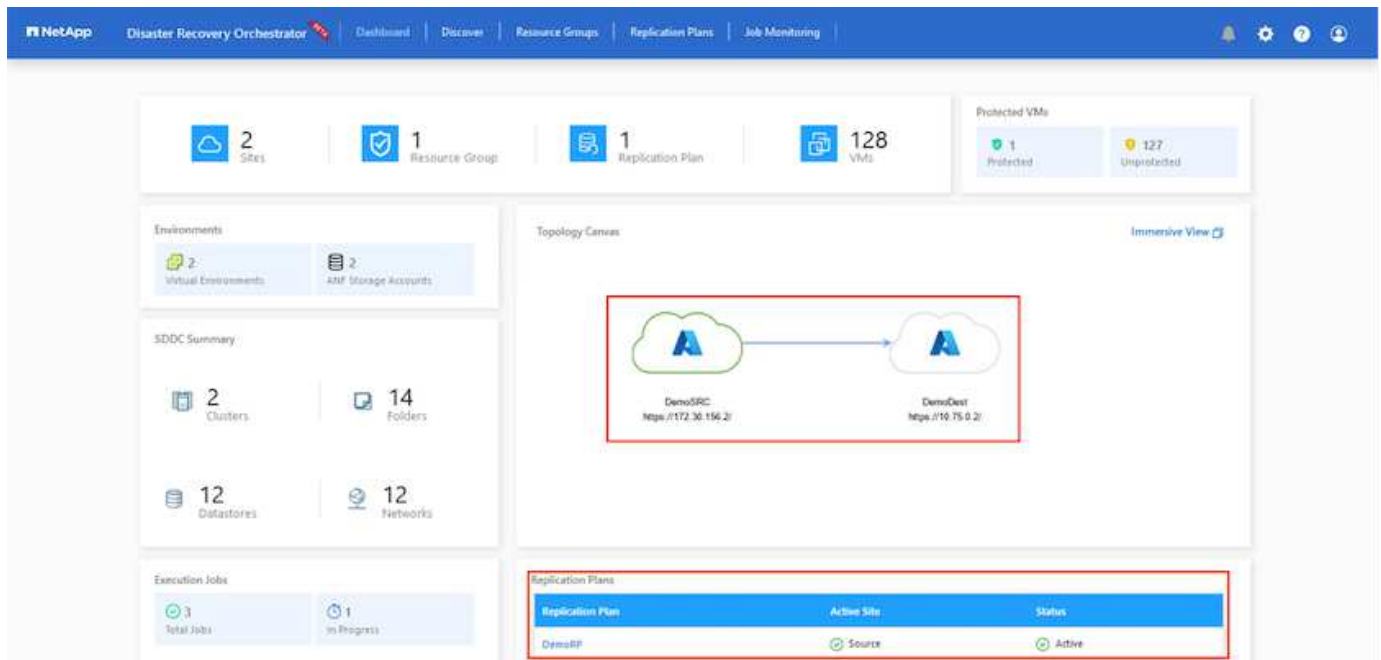 NetApp Disaster Recovery Orchestrator Dashboard Discover Resource Groups Replication Plans Job Monitoring
2
Sites
1
Resource Group
1
Replication Plan
128
VMs
Protected VMs
1
Protected
127
Unprotected
Environments
2
Virtual Environments
2
ANF Storage Accounts
Topology Canvas
Immersive View
DemoSRC
https://172.30.156.2/
DemoDest
https://10.75.0.2/
SDDC Summary
2
Clusters
14
Folders
12
Datastores
12
Networks
Execution Jobs
3
Total Jobs
1
In Progress
Replication Plans
Replication Plan Active Site Status
DemoRP Source Active